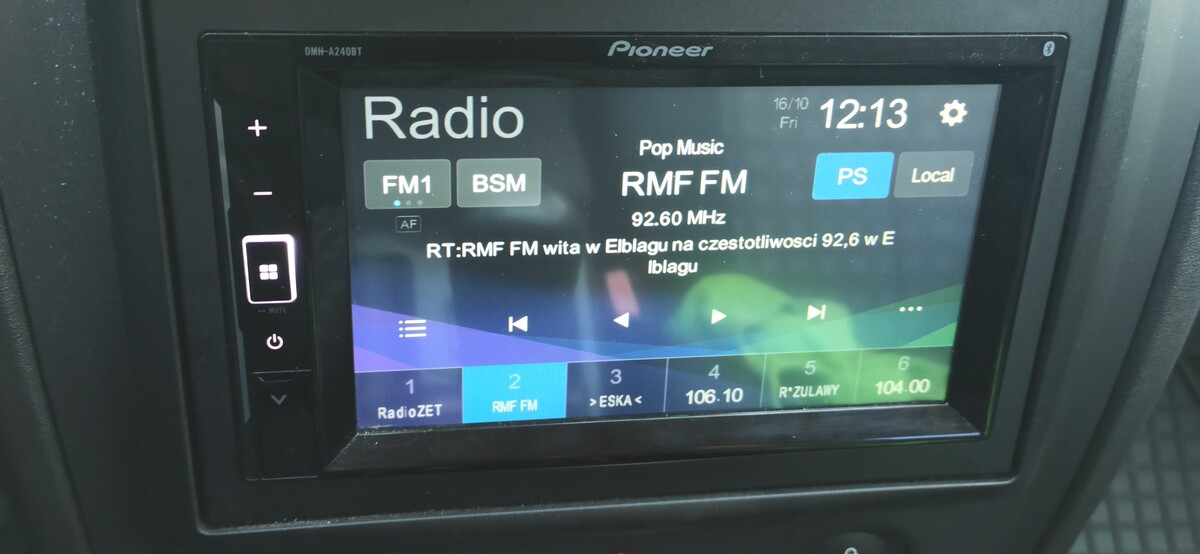 DMH-A240BT
Pioneer
Radio
16/10
Fri
12:13
Pop Music
FM1
BSM
RMF FM
PS
Local
AF
92.60 MHz
RT:RMF FM wita w Elblagu na czestotliwosci 92,6 w E
lblagu
MUTE
1
RadioZET
2
RMF FM
3
>ESKA<
4
106.10
5
R*ZULAWY
6
104.00